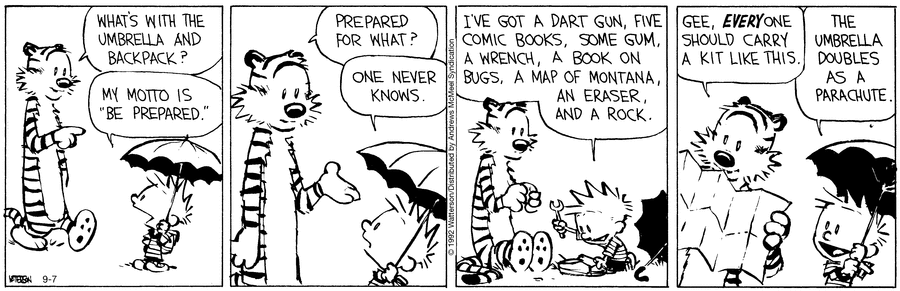 WHAT'S WITH THE
UMBRELLA AND
BACKPACK?
MY MOTTO IS
"BE PREPARED."
WATTERSON 9-7
PREPARED
FOR WHAT?
ONE NEVER
KNOWS.
© 1992 Watterson/Distributed by Andrews McMeel Syndication
I'VE GOT A DART GUN, FIVE
COMIC BOOKS, SOME GUM,
A WRENCH, A BOOK ON
BUGS, A MAP OF MONTANA,
AN ERASER,
AND A ROCK.
GEE, EVERYONE
SHOULD CARRY
A KIT LIKE THIS.
THE
UMBRELLA
DOUBLES
AS A
PARACHUTE.